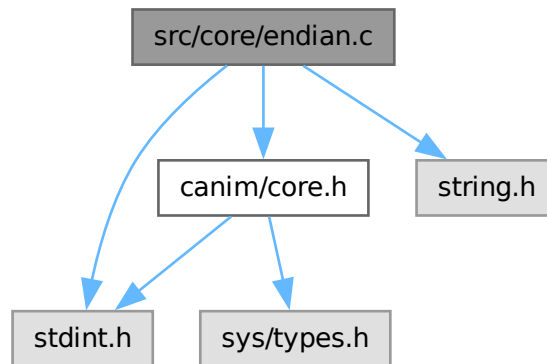 src/core/endian.c
canim/core.h
string.h
stdint.h
sys/types.h